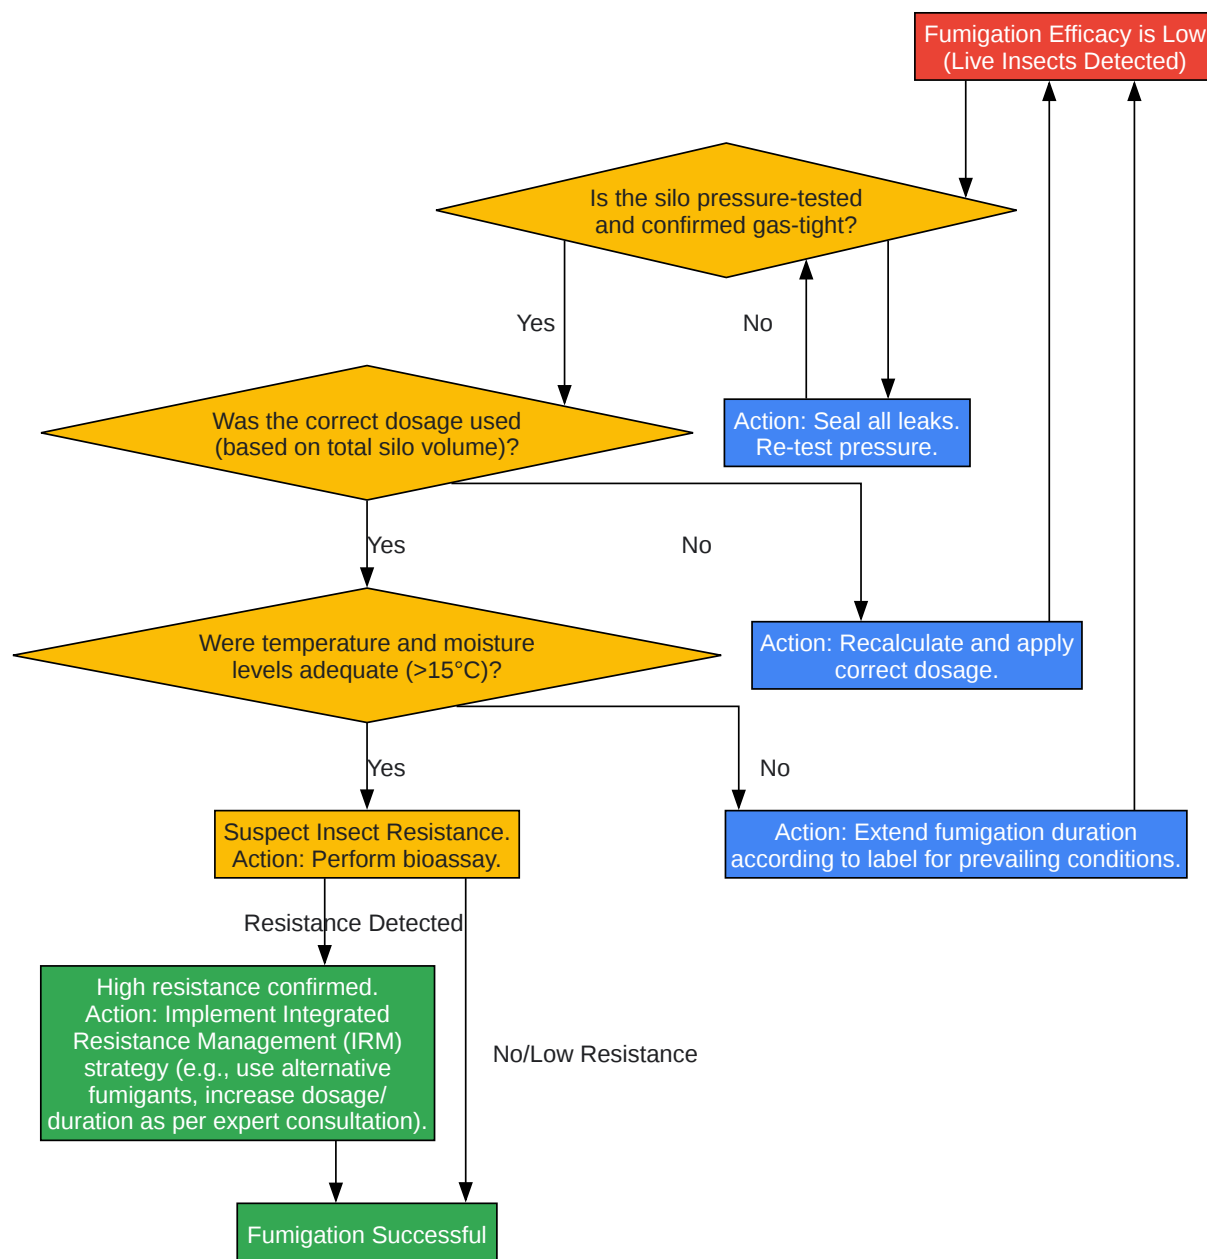 Fumigation Efficacy is Low
(Live Insects Detected)
Is the silo pressure-tested
and confirmed gas-tight?
Yes
No
Was the correct dosage used
(based on total silo volume)?
Action: Seal all leaks.
Re-test pressure.
Yes
No
Were temperature and moisture
levels adequate (>15°C)?
Action: Recalculate and apply
correct dosage.
Yes
No
Suspect Insect Resistance.
Action: Perform bioassay.
Action: Extend fumigation duration
according to label for prevailing conditions.
Resistance Detected
High resistance confirmed.
Action: Implement Integrated
Resistance Management (IRM)
strategy (e.g., use alternative
fumigants, increase dosage/
duration as per expert consultation).
No/Low Resistance
Fumigation Successful